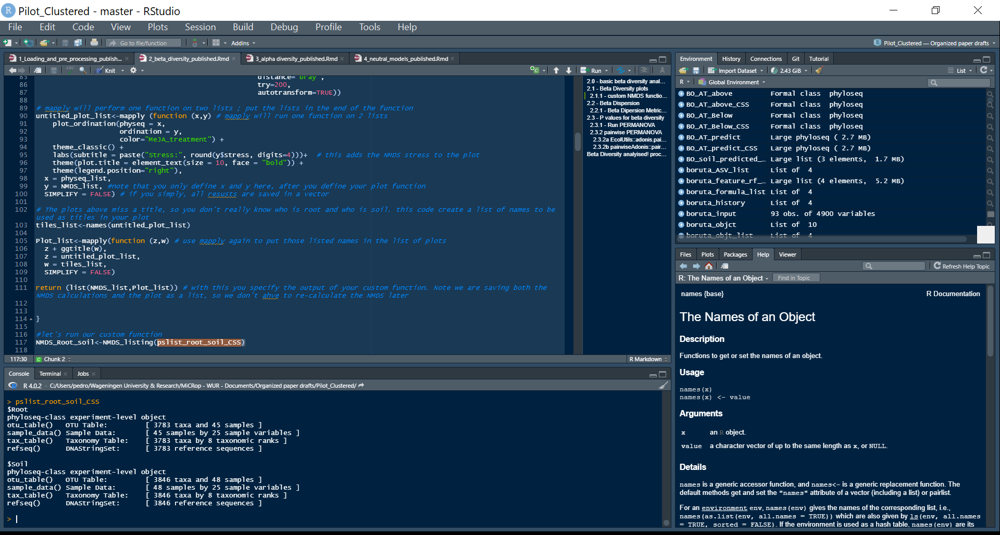 Pilot_Clustered - master - RStudio
File Edit Code View Plots Session Build Debug Profile Tools Help
Go to file/function Addins Pilot_Clustered — Organized paper drafts
1_Loading_and_pre_processing_publish... 2_beta_diversity_published.Rmd 3_alpha diversity_published.Rmd 4_neutral_models_published.Rmd
ABC Knit Run
85 distance="bray",
86 try=200,
87 autotransform=TRUE))
88
89 # mapply will perform one function on two lists ; put the lists in the end of the function
90 untitled_plot_list<-mapply (function (x,y) # mapply will run one function on 2 lists
91 plot_ordination(physeq = x,
92 ordination = y,
93 color="MeJA_treatment") +
94 theme_classic() +
95 labs(subtitle = paste("Stress:", round(y$stress, digits=4)))+ # this adds the NMDS stress to the plot
96 theme(plot.title = element_text(size = 10, face = "bold")) +
97 theme(legend.position="right"),
98 x = physeq_list,
99 y = NMDS_list, #note that you only define x and y here, after you define your plot function
100 SIMPLIFY = FALSE) # if you simply, all resusts are saved in a vector
101
102 # The plots above miss a title, so you don't really know who is root and who is soil. this code create a list of names to be
used as titles in your plot
103 tiles_list<-names(untitled_plot_list)
104
105 Plot_list<-mapply(function (z,w) # use mapply again to put those listed names in the list of plots
106 z + ggtitle(w),
107 z = untitled_plot_list,
108 w = tiles_list,
109 SIMPLIFY = FALSE)
110
111 return (list(NMDS_list,Plot_list)) # with this you specify the output of your custom function. Note we are saving both the
NMDS calculations and the plot as a list, so we don't ahve to re-calculate the NMDS later
112
113
114 }
115
116 #let's run our custom function
117 NMDS_Root_soil<-NMDS_listing(pslist_root_soil_CSS)
118
117:30 C Chunk 2 R Markdown
2.0 - basic beta diversity anal...
2.1 - Beta Diversity plots
2.1.1 - custom NMDS functio...
2.2 - Beta Dispersion
2.2.1 - Beta Dipersion Metric...
2.3 - P values for beta diversity
2.3.1 - Run PERMANOVA
2.3.2 pairwise PERMANOVA
2.3.2a EcolUtils::adonis.pai...
2.3.2b pairwiseAdonis::pair...
Beta Diversity analyised! proc...
Console Terminal Jobs
R 4.0.2 · C:/Users/pedro/Wageningen University & Research/MiCRop - WUR - Documents/Organized paper drafts/Pilot_Clustered/
> pslist_root_soil_CSS
$Root
phyloseq-class experiment-level object
otu_table() OTU Table: [ 3783 taxa and 45 samples ]
sample_data() Sample Data: [ 45 samples by 25 sample variables ]
tax_table() Taxonomy Table: [ 3783 taxa by 8 taxonomic ranks ]
refseq() DNAStringSet: [ 3783 reference sequences ]
$Soil
phyloseq-class experiment-level object
otu_table() OTU Table: [ 3846 taxa and 48 samples ]
sample_data() Sample Data: [ 48 samples by 25 sample variables ]
tax_table() Taxonomy Table: [ 3846 taxa by 8 taxonomic ranks ]
refseq() DNAStringSet: [ 3846 reference sequences ]
>
Environment History Connections Git Tutorial
Import Dataset 2.43 GiB List
R Global Environment
BO_AT_above Formal class phyloseq
BO_AT_above_CSS Formal class phyloseq
BO_AT_Below Formal class phyloseq
BO_AT_Below_CSS Formal class phyloseq
BO_AT_predict Large phyloseq ( 2.7 MB)
BO_AT_predict_CSS Large phyloseq ( 2.7 MB)
BO_soil_predicted_… Large list (3 elements, 1.7 MB)
boruta_ASV_list List of 4
boruta_feature_rf_… Large list (4 elements, 5.2 MB)
boruta_formula_list List of 4
boruta_history List of 4
boruta_input 93 obs. of 4900 variables
boruta_objct List of 10
boruta_objt_list List of 4
Files Plots Packages Help Viewer
Refresh Help Topic
R: The Names of an Object Find in Topic
names {base} R Documentation
The Names of an Object
Description
Functions to get or set the names of an object.
Usage
names(x)
names(x) <- value
Arguments
x an R object.
value a character vector of up to the same length as x, or NULL.
Details
names is a generic accessor function, and names<- is a generic replacement function. The
default methods get and set the "names" attribute of a vector (including a list) or pairlist.
For an environment env, names(env) gives the names of the corresponding list, i.e.,
names(as.list(env, all.names = TRUE)) which are also given by ls(env, all.names
= TRUE, sorted = FALSE). If the environment is used as a hash table, names(env) are its